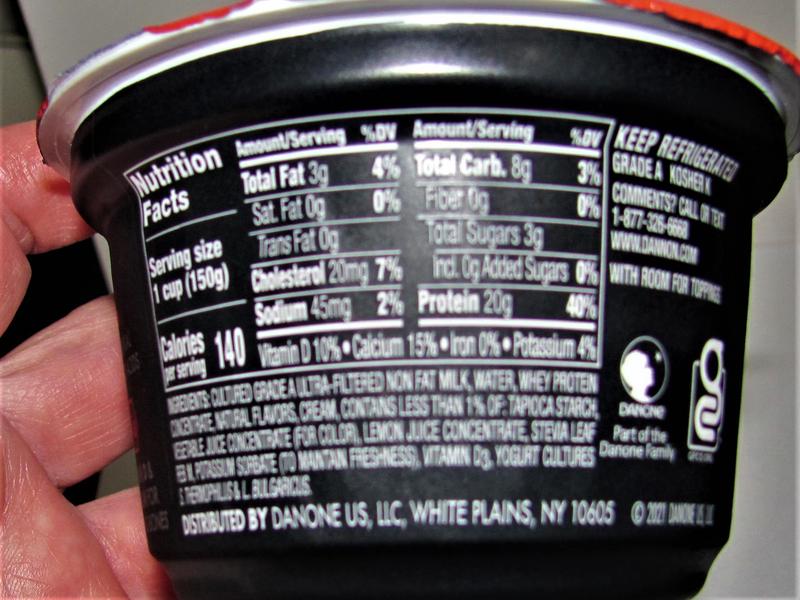 Nutrition
Facts
Serving size
1 cup (150g)
Calories
per serving 140
Amount/Serving %DV
Total Fat 3g 4%
Sat. Fat 0g 0%
Trans Fat 0g
Cholesterol 20mg 7%
Sodium 45mg 2%
Amount/Serving %DV
Total Carb. 8g 3%
Fiber 0g 0%
Total Sugars 3g
Incl. 0g Added Sugars 0%
Protein 20g 40%
Vitamin D 10% • Calcium 15% • Iron 0% • Potassium 4%
INGREDIENTS: CULTURED GRADE A ULTRA-FILTERED NON FAT MILK, WATER, WHEY PROTEIN
CONCENTRATE, NATURAL FLAVORS, CREAM, CONTAINS LESS THAN 1% OF: TAPIOCA STARCH,
VEGETABLE JUICE CONCENTRATE (FOR COLOR), LEMON JUICE CONCENTRATE, STEVIA LEAF
REB M, POTASSIUM SORBATE (TO MAINTAIN FRESHNESS), VITAMIN D3, YOGURT CULTURES
S. THERMOPHILUS & L. BULGARICUS.
DISTRIBUTED BY DANONE US, LLC, WHITE PLAINS, NY 10605 © 2021 DANONE US, LLC
KEEP REFRIGERATED
GRADE A KOSHER K
COMMENTS? CALL OR TEXT
1-877-326-6668
WWW.DANNON.COM
WITH ROOM FOR TOPPINGS
DANONE
Part of the
Danone Family